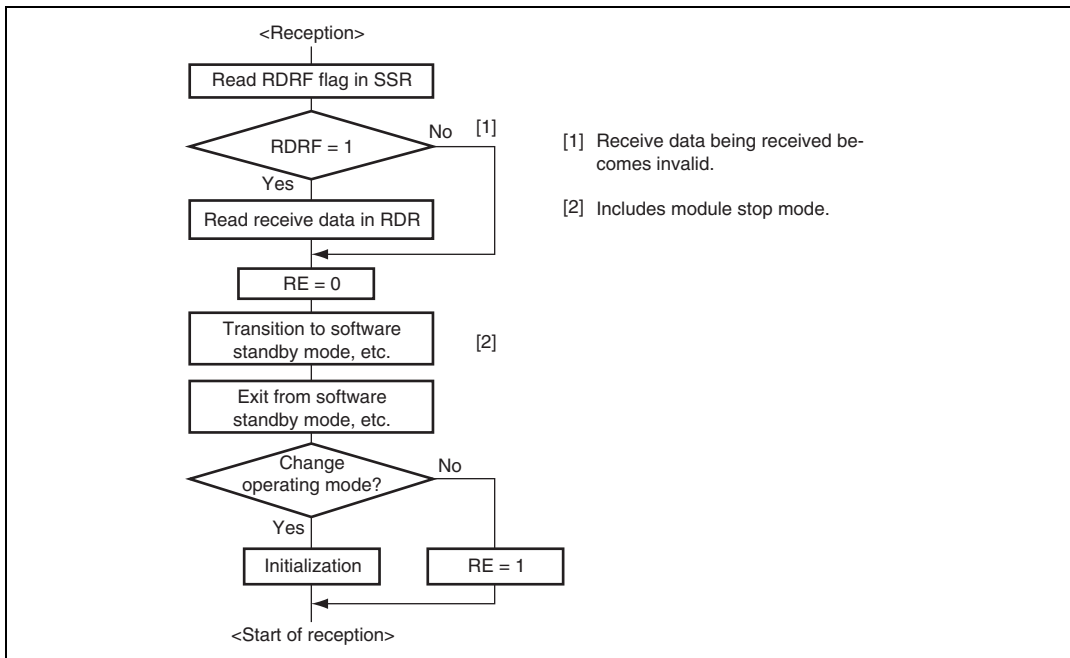 <Reception>
Read RDRF flag in SSR
No [1]
RDRF = 1
Yes
Read receive data in RDR
RE = 0
Transition to software
standby mode, etc.
[2]
Exit from software
standby mode, etc.
Change
operating mode?
No
Yes
Initialization
RE = 1
<Start of reception>
[1] Receive data being received be-
comes invalid.
[2] Includes module stop mode.